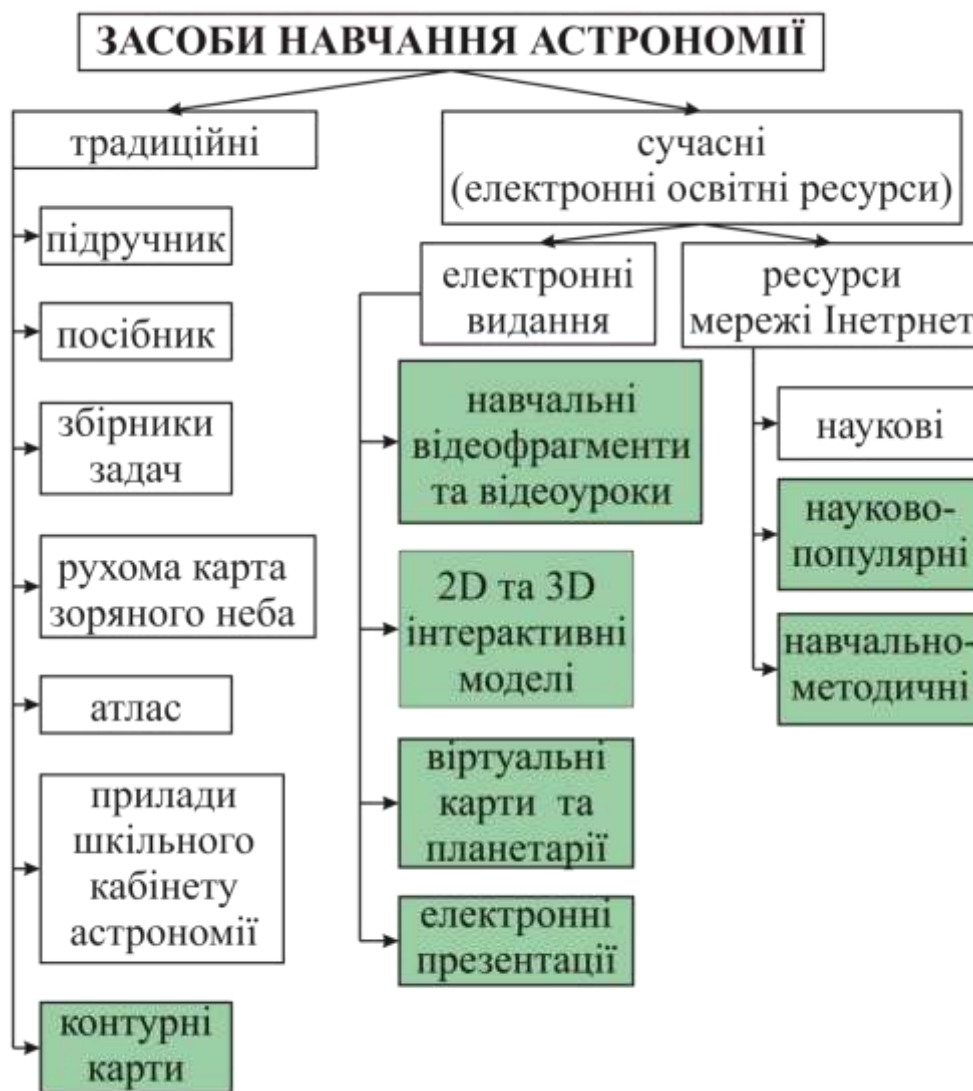 ЗАСОБИ НАВЧАННЯ АСТРОНОМІЇ
традиційні
підручник
посібник
збірники
задач
рухома карта
зоряного неба
атлас
прилади
шкільного
кабінету
астрономії
контурні
карти
сучасні
(електронні освітні ресурси)
електронні
видання
навчальні
відеофрагменти
та відеоуроки
2D та 3D
інтерактивні
моделі
віртуальні
карти та
планетарії
електронні
презентації
ресурси
мережі Інетрнет
наукові
науково-
популярні
навчально-
методичні